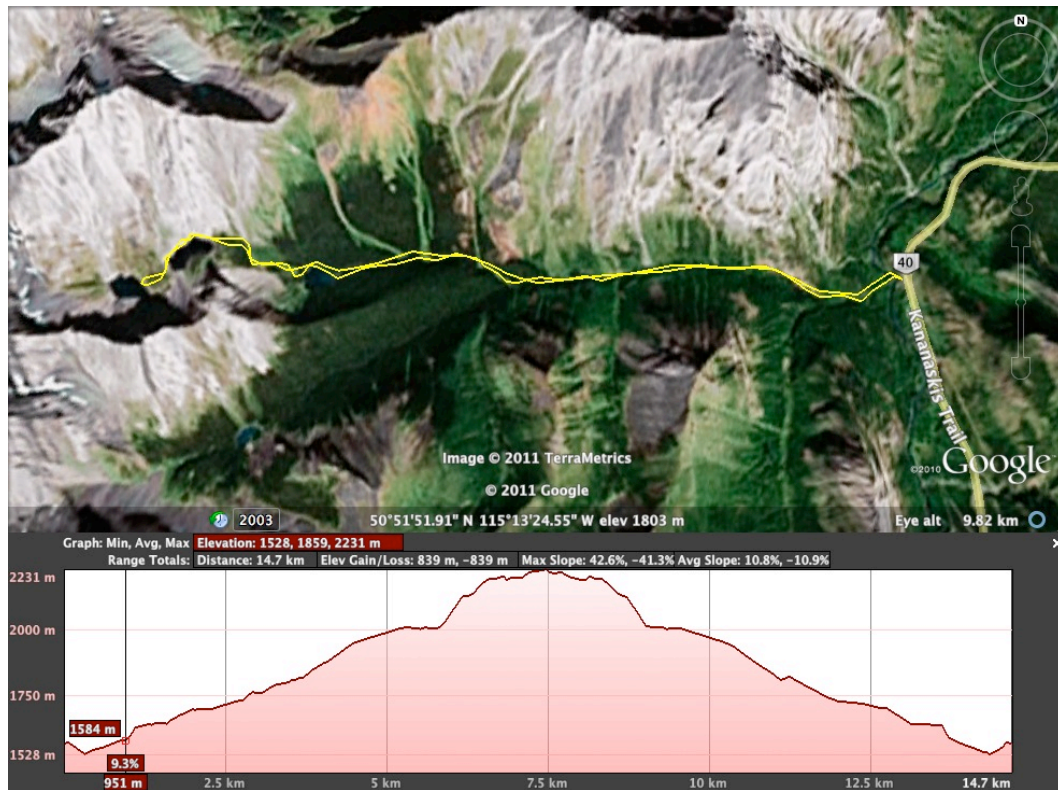 N
40
Kananaskis Trail
Image © 2011 TerraMetrics
© 2010 Google
© 2011 Google
2003
50°51'51.91" N 115°13'24.55" W elev 1803 m
Eye alt 9.82 km
Graph: Min, Avg, Max Elevation: 1528, 1859, 2231 m
Range Totals: Distance: 14.7 km Elev Gain/Loss: 839 m, -839 m Max Slope: 42.6%, -41.3% Avg Slope: 10.8%, -10.9%
2231 m
2000 m
1750 m
1584 m
1528 m
9.3%
951 m 2.5 km 5 km 7.5 km 10 km 12.5 km 14.7 km